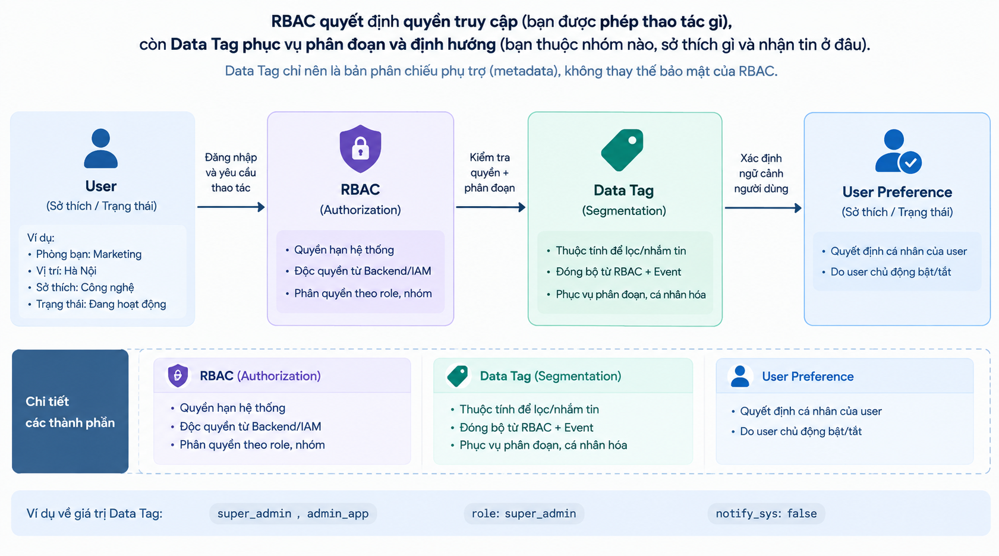 RBAC quyết định quyền truy cập (bạn được phép thao tác gì),
còn Data Tag phục vụ phân đoạn và định hướng (bạn thuộc nhóm nào, sở thích gì và nhận tin ở đâu).
Data Tag chỉ nên là bản phân chiếu phụ trợ (metadata), không thay thế bảo mật của RBAC.
User
(Sở thích / Trạng thái)
Ví dụ:
• Phòng bạn: Marketing
• Vị trí: Hà Nội
• Sở thích: Công nghệ
• Trạng thái: Đang hoạt động
Đăng nhập
và yêu cầu
thao tác
RBAC
(Authorization)
• Quyền hạn hệ thống
• Độc quyền từ Backend/IAM
• Phân quyền theo role, nhóm
Kiểm tra
quyền +
phân đoạn
Data Tag
(Segmentation)
• Thuộc tính để lọc/nhắm tin
• Đóng bộ từ RBAC + Event
• Phục vụ phân đoạn, cá nhân hóa
Xác định
ngữ cảnh
người dùng
User Preference
(Sở thích / Trạng thái)
• Quyết định cá nhân của user
• Do user chủ động bật/tắt
Chi tiết
các thành phần
RBAC (Authorization)
• Quyền hạn hệ thống
• Độc quyền từ Backend/IAM
• Phân quyền theo role, nhóm
Data Tag (Segmentation)
• Thuộc tính để lọc/nhắm tin
• Đóng bộ từ RBAC + Event
• Phục vụ phân đoạn, cá nhân hóa
User Preference
• Quyết định cá nhân của user
• Do user chủ động bật/tắt
Ví dụ về giá trị Data Tag:
super_admin , admin_app
role: super_admin
notify_sys: false